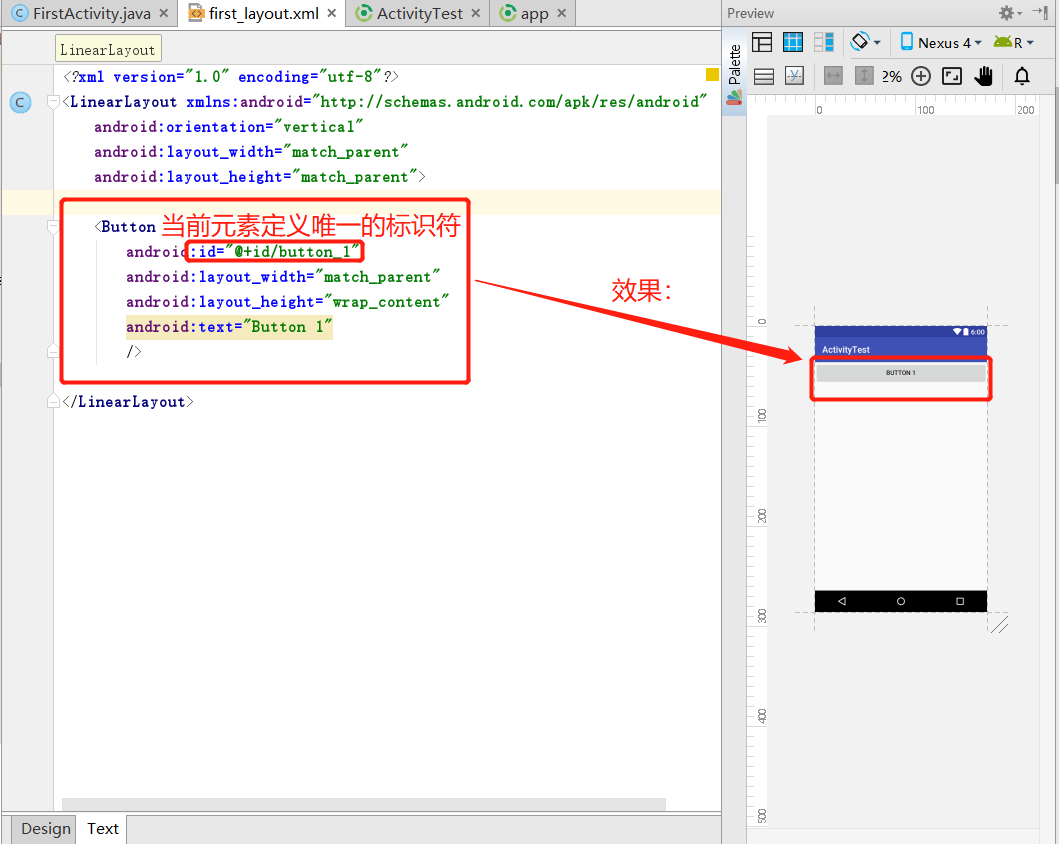 FirstActivity.java
first_layout.xml
ActivityTest
app
LinearLayout
<?xml version="1.0" encoding="utf-8"?>
<LinearLayout xmlns:android="http://schemas.android.com/apk/res/android"
android:orientation="vertical"
android:layout_width="match_parent"
android:layout_height="match_parent">
<Button 当前元素定义唯一的标识符
android:id="@+id/button_1"
android:layout_width="match_parent"
android:layout_height="wrap_content"
android:text="Button 1"
/>
</LinearLayout>
效果:
Design
Text
Preview
Palette
Nexus 4
R
2%
0
100
200
0
100
200
300
400
500
6:00
ActivityTest
BUTTON 1